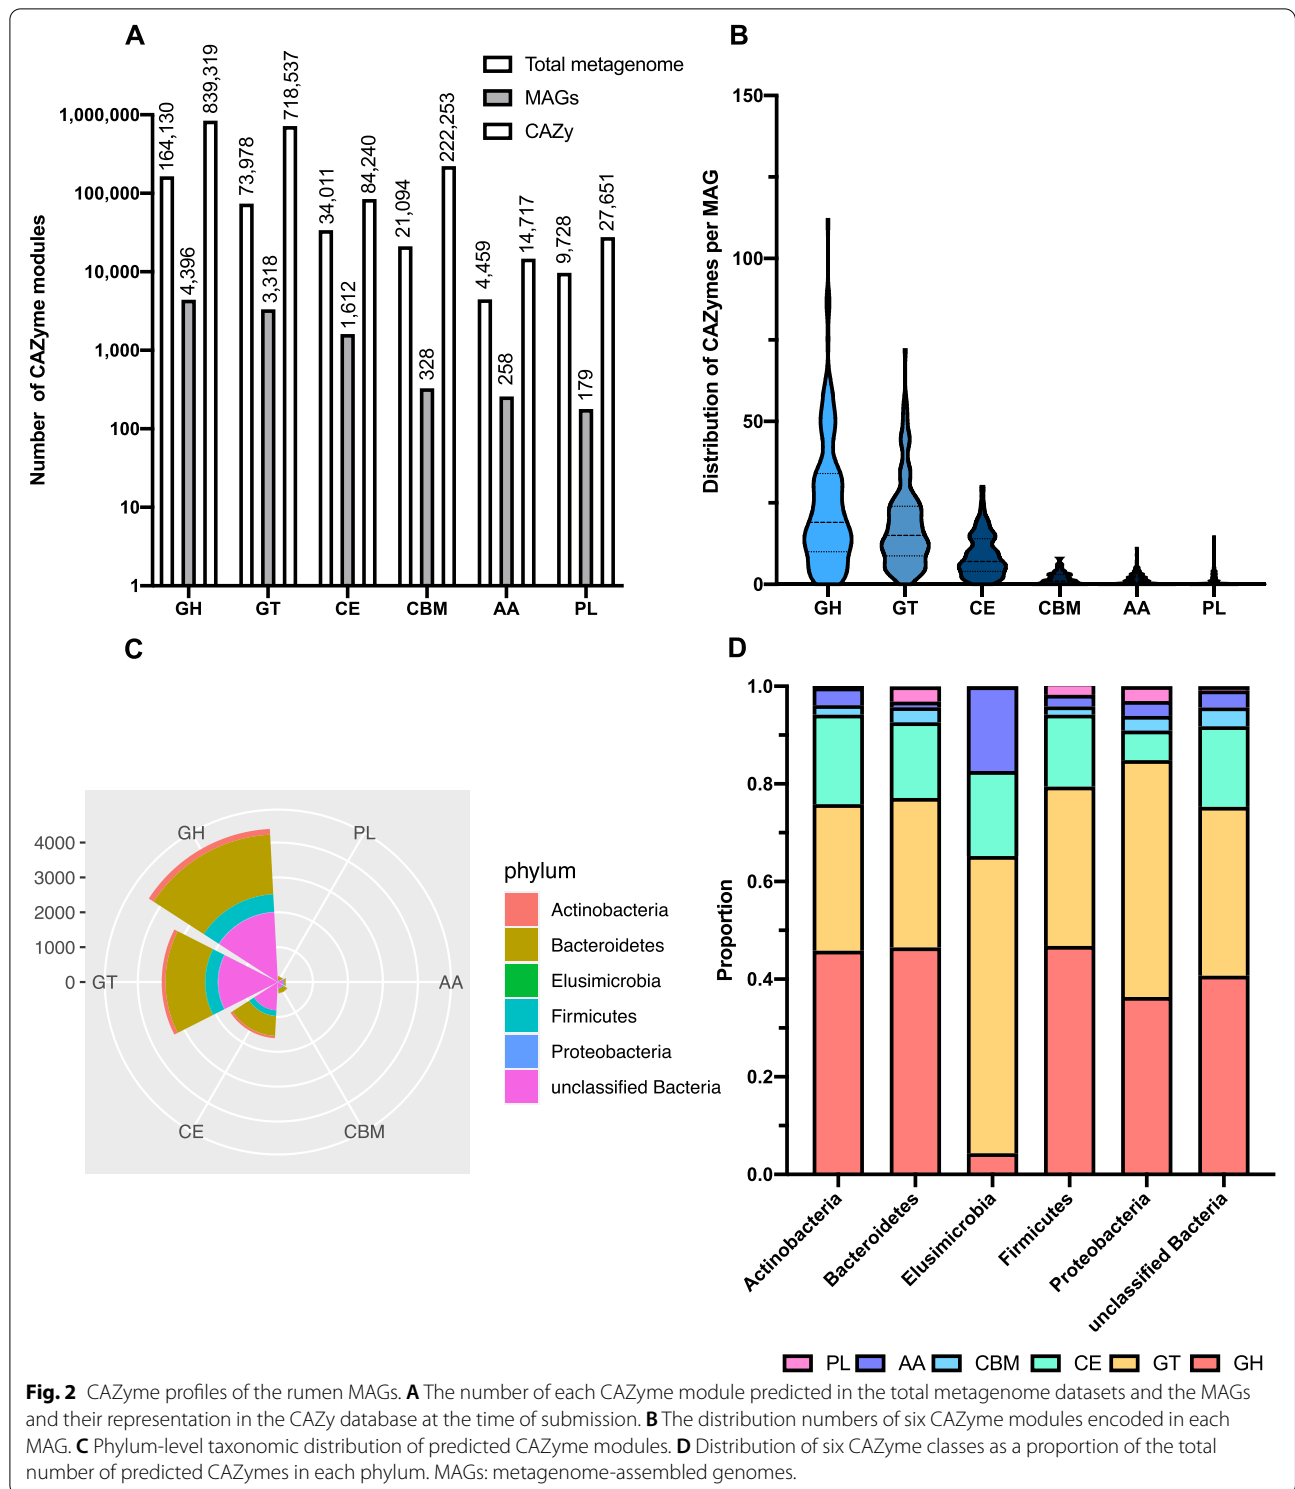 A
Total metagenome
MAGs
CAZy
Number of CAZyme modules
1,000,000
100,000
10,000
1,000
100
10
1
164,130
4,396
839,319
73,978
3,318
718,537
34,011
1,612
84,240
21,094
328
222,253
4,459
258
14,717
9,728
179
27,651
GH GT CE CBM AA PL
B
Distribution of CAZymes per MAG
150
100
50
0
GH GT CE CBM AA PL
C
4000
3000
2000
1000
0
GH
PL
GT
AA
CE
CBM
phylum
Actinobacteria
Bacteroidetes
Elusimicrobia
Firmicutes
Proteobacteria
unclassified Bacteria
D
Proportion
1.0
0.8
0.6
0.4
0.2
0.0
Actinobacteria
Bacteroidetes
Elusimicrobia
Firmicutes
Proteobacteria
unclassified Bacteria
PL AA CBM CE GT GH
Fig. 2 CAZyme profiles of the rumen MAGs. A The number of each CAZyme module predicted in the total metagenome datasets and the MAGs
and their representation in the CAZy database at the time of submission. B The distribution numbers of six CAZyme modules encoded in each
MAG. C Phylum-level taxonomic distribution of predicted CAZyme modules. D Distribution of six CAZyme classes as a proportion of the total
number of predicted CAZymes in each phylum. MAGs: metagenome-assembled genomes.